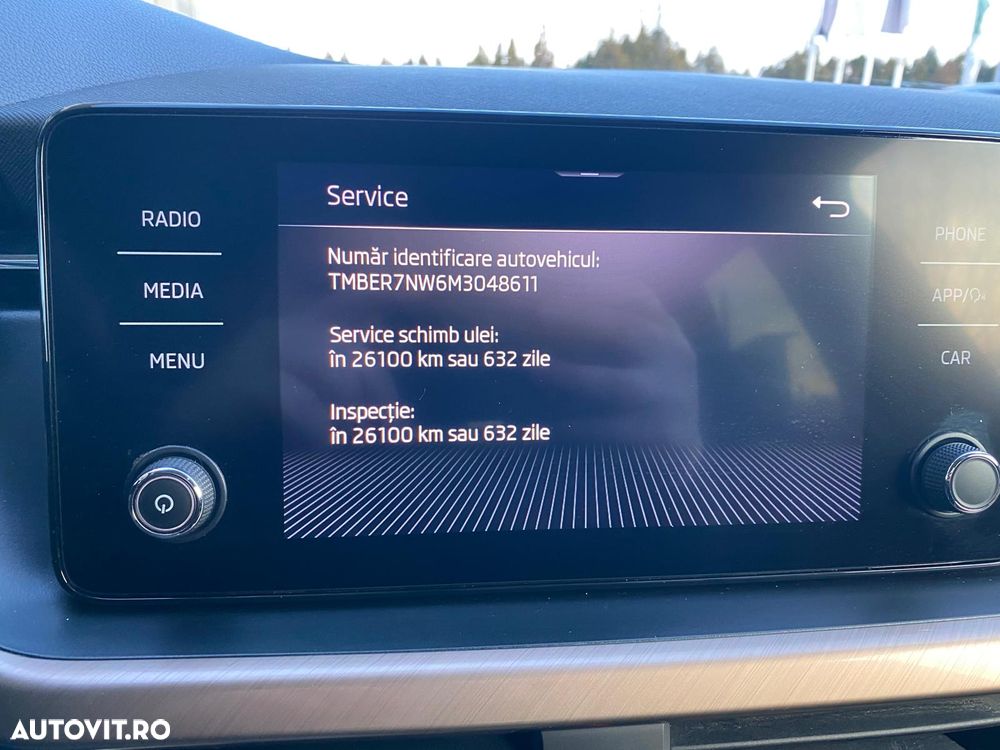 Service
RADIO
MEDIA
MENU
Număr identificare autovehicul:
TMBER7NW6M3048611
Service schimb ulei:
în 26100 km sau 632 zile
Inspecție:
în 26100 km sau 632 zile
PHONE
APP/
CAR
AUTOVIT.RO